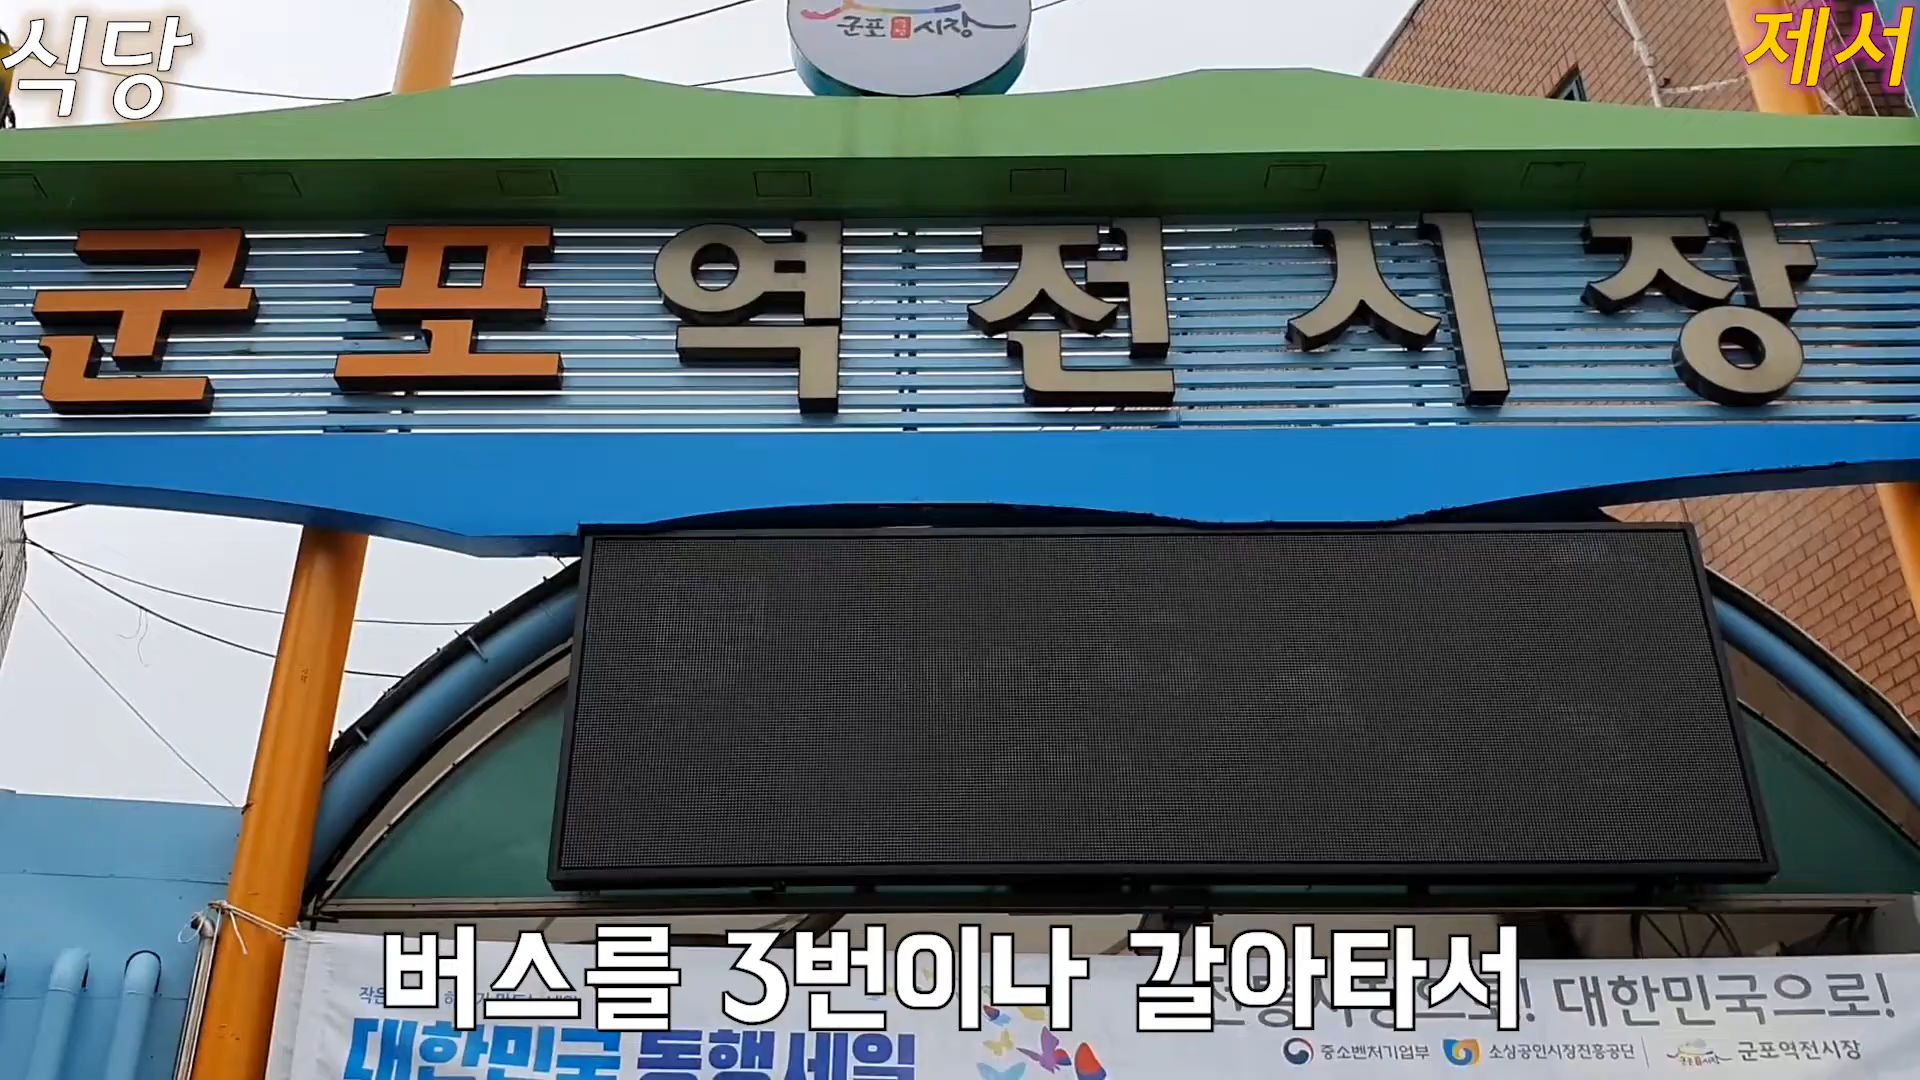 식당
제서
군포 시장
군포역전시장
버스를 3번이나 갈아타서
대한민국으로!
대한민국 동행세일
중소벤처기업부
소상공인시장진흥공단
군포역전시장